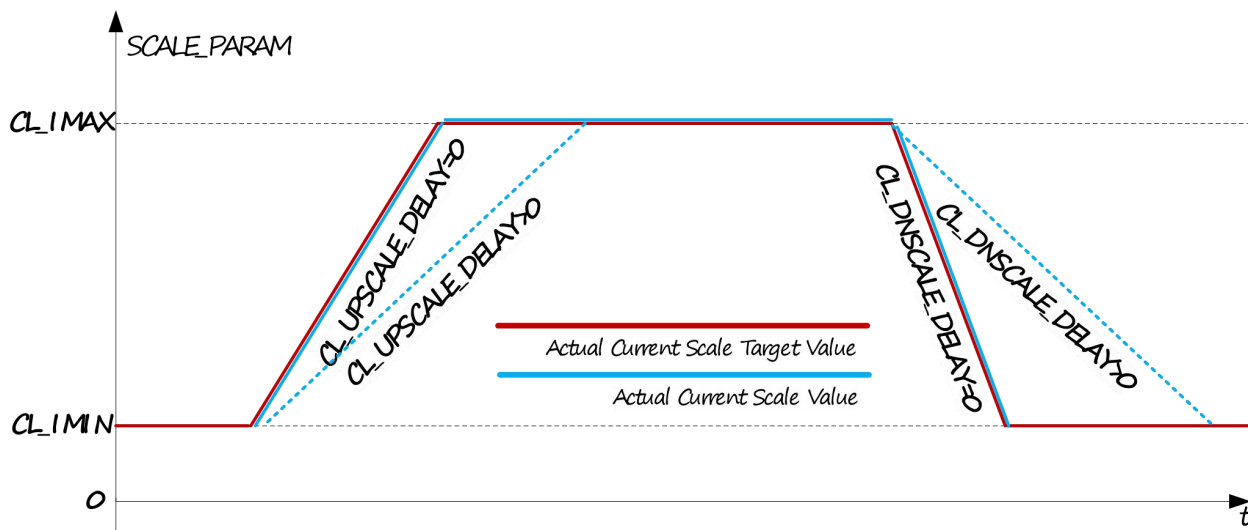 SCALE_PARAM
CL_IMAX
CL_UPSCALE_DELAY=0
CL_UPSCALE_DELAY>0
CL_DNSCALE_DELAY=0
CL_DNSCALE_DELAY>0
Actual Current Scale Target Value
Actual Current Scale Value
CL_IMIN
0
t